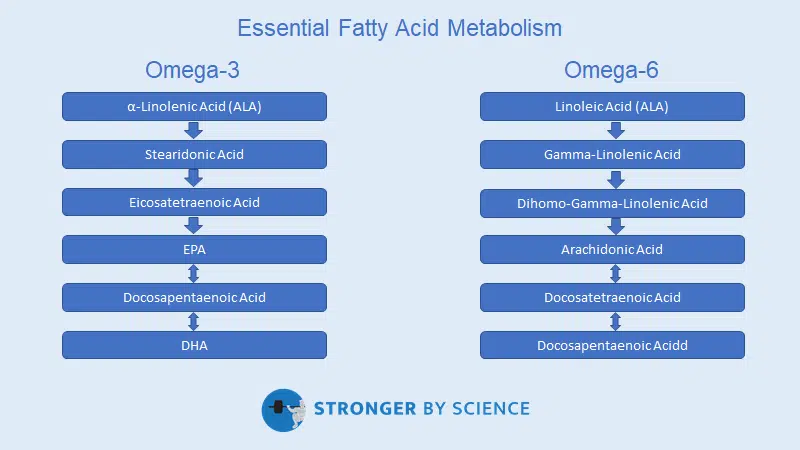 Essential Fatty Acid Metabolism
Omega-3
α-Linolenic Acid (ALA)
Stearidonic Acid
Eicosatetraenoic Acid
EPA
Docosapentaenoic Acid
DHA
Omega-6
Linoleic Acid (ALA)
Gamma-Linolenic Acid
Dihomo-Gamma-Linolenic Acid
Arachidonic Acid
Docosatetraenoic Acid
Docosapentaenoic Acidd
STRONGER BY SCIENCE